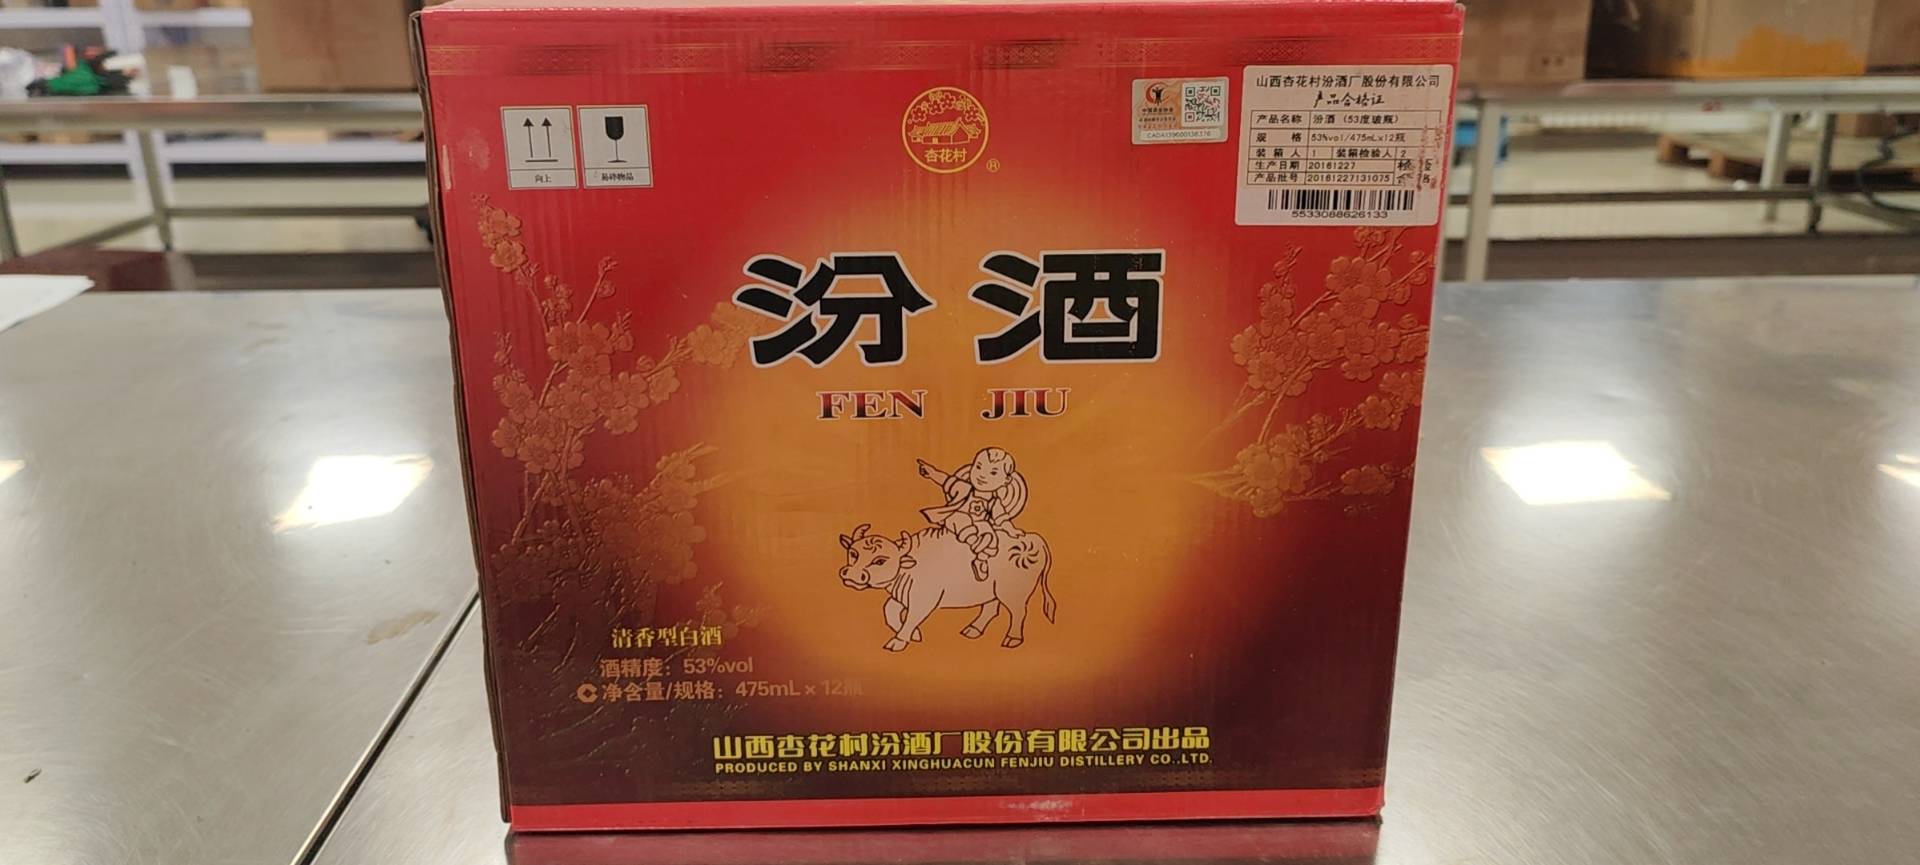 向上
易碎物品
杏花村
®
山西杏花村汾酒厂股份有限公司
产品合格证
产品名称 汾酒（53度玻瓶）
规 格 53%vol/475mL×12瓶
装箱人 1 装箱检验人 2
生产日期 20161227
产品批号 20161227131075
5533088626133
汾酒
FEN JIU
清香型白酒
酒精度：53%vol
净含量/规格：475mL×12瓶
山西杏花村汾酒厂股份有限公司出品
PRODUCED BY SHANXI XINGHUACUN FENJIU DISTILLERY CO.,LTD.